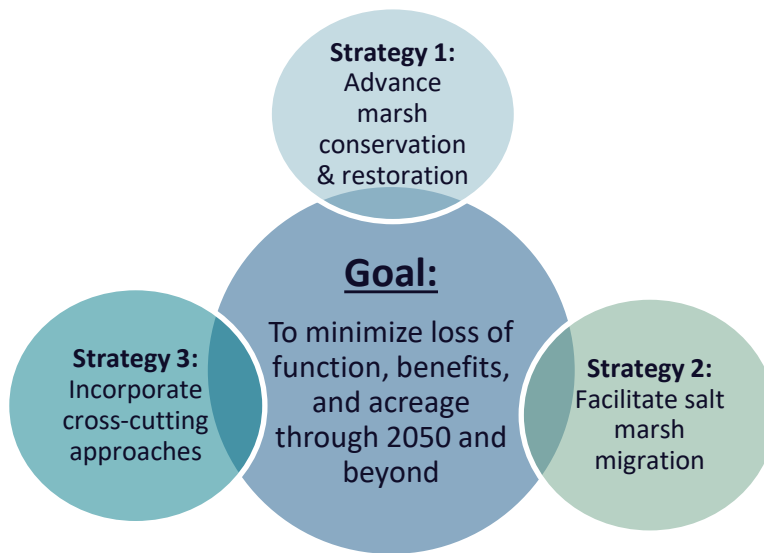 Strategy 1:
Advance
marsh
conservation
& restoration
Goal:
To minimize loss of
function, benefits,
and acreage
through 2050 and
beyond
Strategy 3:
Incorporate
cross-cutting
approaches
Strategy 2:
Facilitate salt
marsh
migration